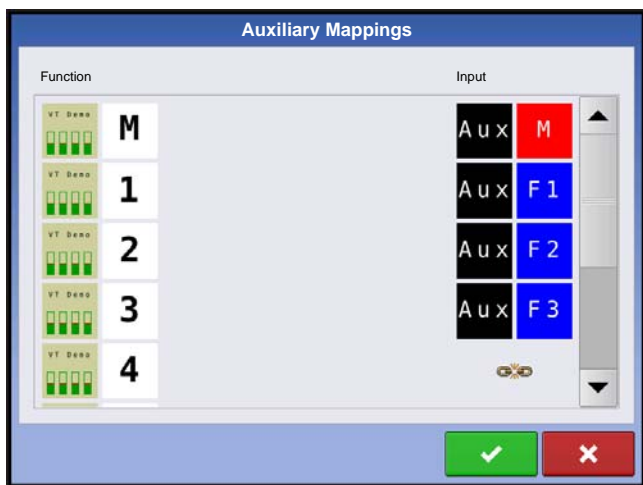 Auxiliary Mappings
Function Input
VT Demo M Aux M
VT Demo 1 Aux F1
VT Demo 2 Aux F2
VT Demo 3 Aux F3
VT Demo 4